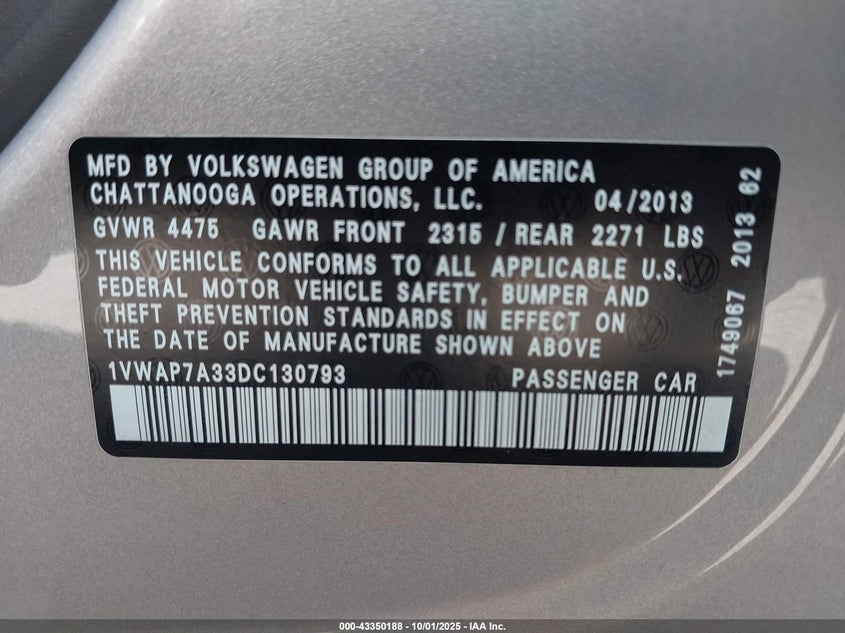 MFD BY VOLKSWAGEN GROUP OF AMERICA
CHATTANOOGA OPERATIONS, LLC. 04/2013
GVWR 4475 GAWR FRONT 2315 / REAR 2271 LBS
THIS VEHICLE CONFORMS TO ALL APPLICABLE U.S.
FEDERAL MOTOR VEHICLE SAFETY, BUMPER AND
THEFT PREVENTION STANDARDS IN EFFECT ON
THE DATE OF MANUFACTURE SHOWN ABOVE
1VWAP7A33DC130793 PASSENGER CAR
1749067 2013 62
000-43350188 - 10/01/2025 - IAA Inc.